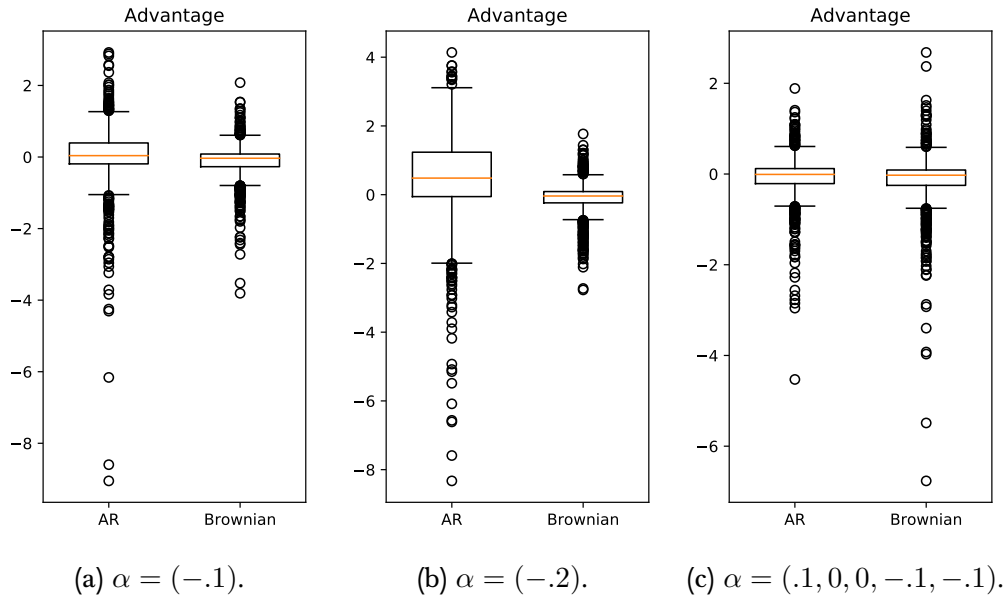 Advantage
2
0
−2
−4
−6
−8
AR
Brownian
(a) α = (−.1).
Advantage
4
2
0
−2
−4
−6
−8
AR
Brownian
(b) α = (−.2).
Advantage
2
0
−2
−4
−6
AR
Brownian
(c) α = (.1, 0, 0, −.1, −.1).